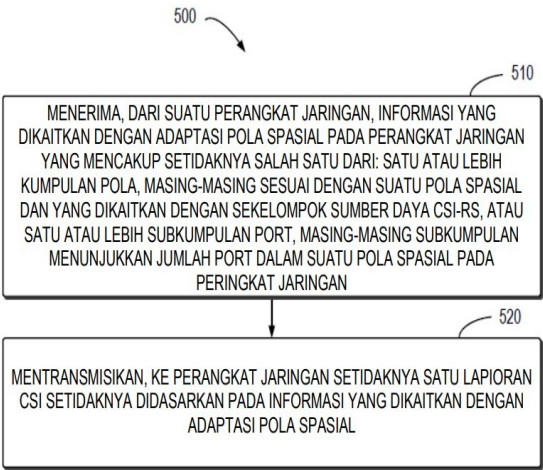 500
510
MENERIMA, DARI SUATU PERANGKAT JARINGAN, INFORMASI YANG
DIKAITKAN DENGAN ADAPTASI POLA SPASIAL PADA PERANGKAT JARINGAN
YANG MENCAKUP SETIDAKNYA SALAH SATU DARI: SATU ATAU LEBIH
KUMPULAN POLA, MASING-MASING SESUAI DENGAN SUATU POLA SPASIAL
DAN YANG DIKAITKAN DENGAN SEKELOMPOK SUMBER DAYA CSI-RS, ATAU
SATU ATAU LEBIH SUBKUMPULAN PORT, MASING-MASING SUBKUMPULAN
MENUNJUKKAN JUMLAH PORT DALAM SUATU POLA SPASIAL PADA
PERINGKAT JARINGAN
520
MENTRANSMISIKAN, KE PERANGKAT JARINGAN SETIDAKNYA SATU LAPIORAN
CSI SETIDAKNYA DIDASARKAN PADA INFORMASI YANG DIKAITKAN DENGAN
ADAPTASI POLA SPASIAL